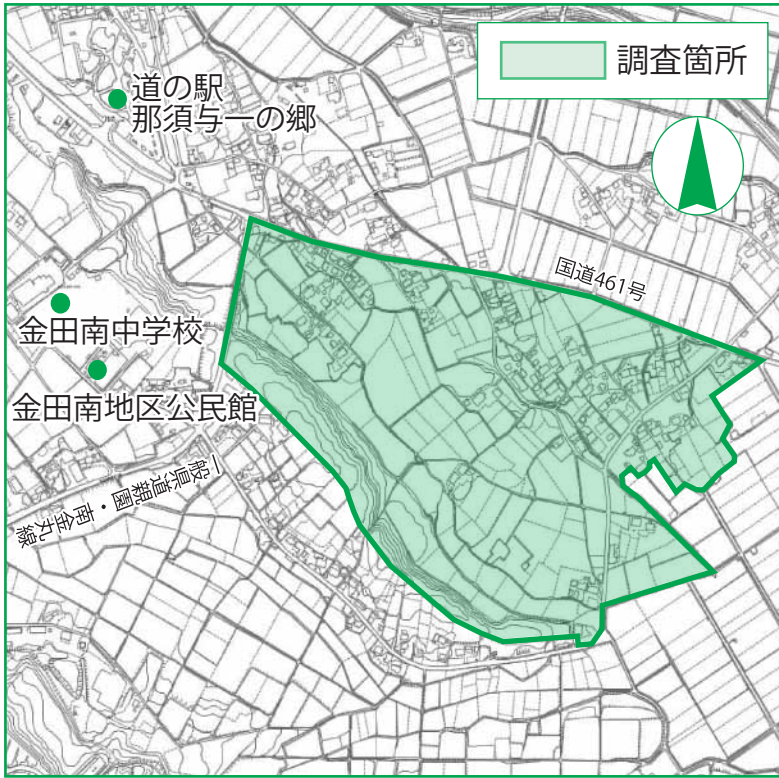 調査箇所
道の駅
那須与一の郷
国道461号
金田南中学校
金田南地区公民館
一般県道親園・南金丸線